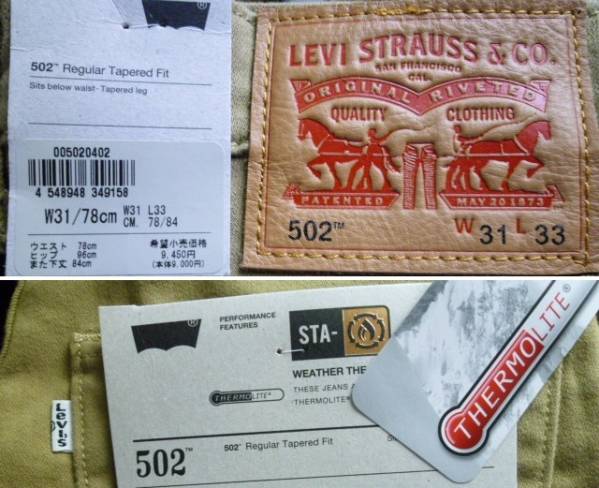 502™ Regular Tapered Fit
Sits below waist - Tapered leg
005020402
4 548948 349158
W31/78cm W31 L33
CM. 78/84
ウエスト 78cm
ヒップ 96cm
また下丈 84cm
希望小売価格
9,450円
(本体9,000円)
LEVI STRAUSS & CO.
SAN FRANCISCO
CAL.
ORIGINAL RIVETED
QUALITY CLOTHING
PATENTED MAY 20 1873
502™ W 31 L 33
®
PERFORMANCE
FEATURES
STA-
WEATHER THE
THERMOLITE®
THESE JEANS
THERMOLITE®
Levi's
502™
502™ Regular Tapered Fit
THERMOLITE®